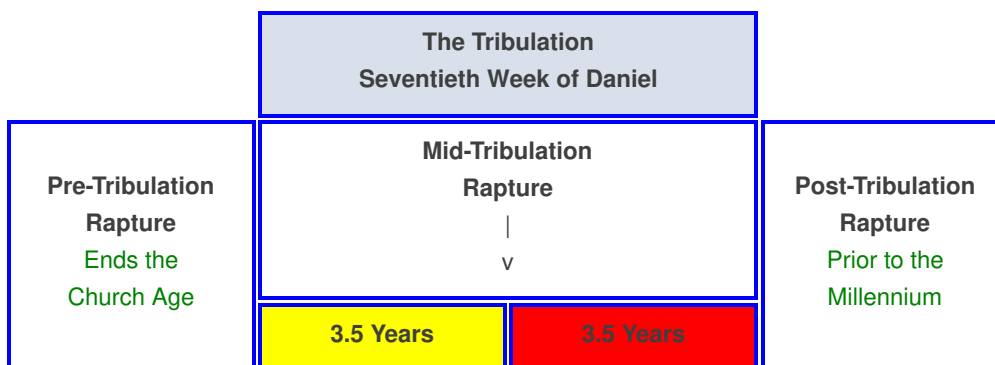 The Tribulation
Seventieth Week of Daniel
Pre-Tribulation
Rapture
Ends the
Church Age
Mid-Tribulation
Rapture
|
v
3.5 Years
3.5 Years
Post-Tribulation
Rapture
Prior to the
Millennium